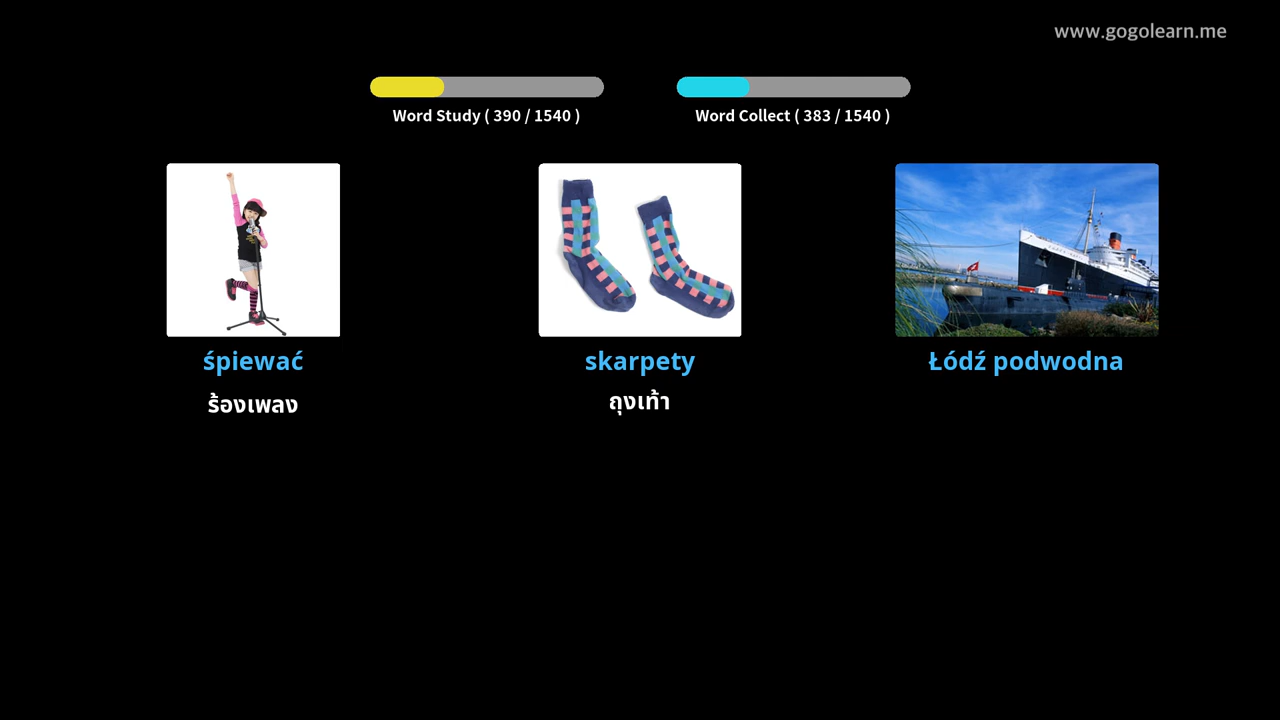 www.gogolearn.me
Word Study ( 390 / 1540 )
Word Collect ( 383 / 1540 )
śpiewać
skarpety
Łódź podwodna
ร้องเพลง
ถุงเท้า